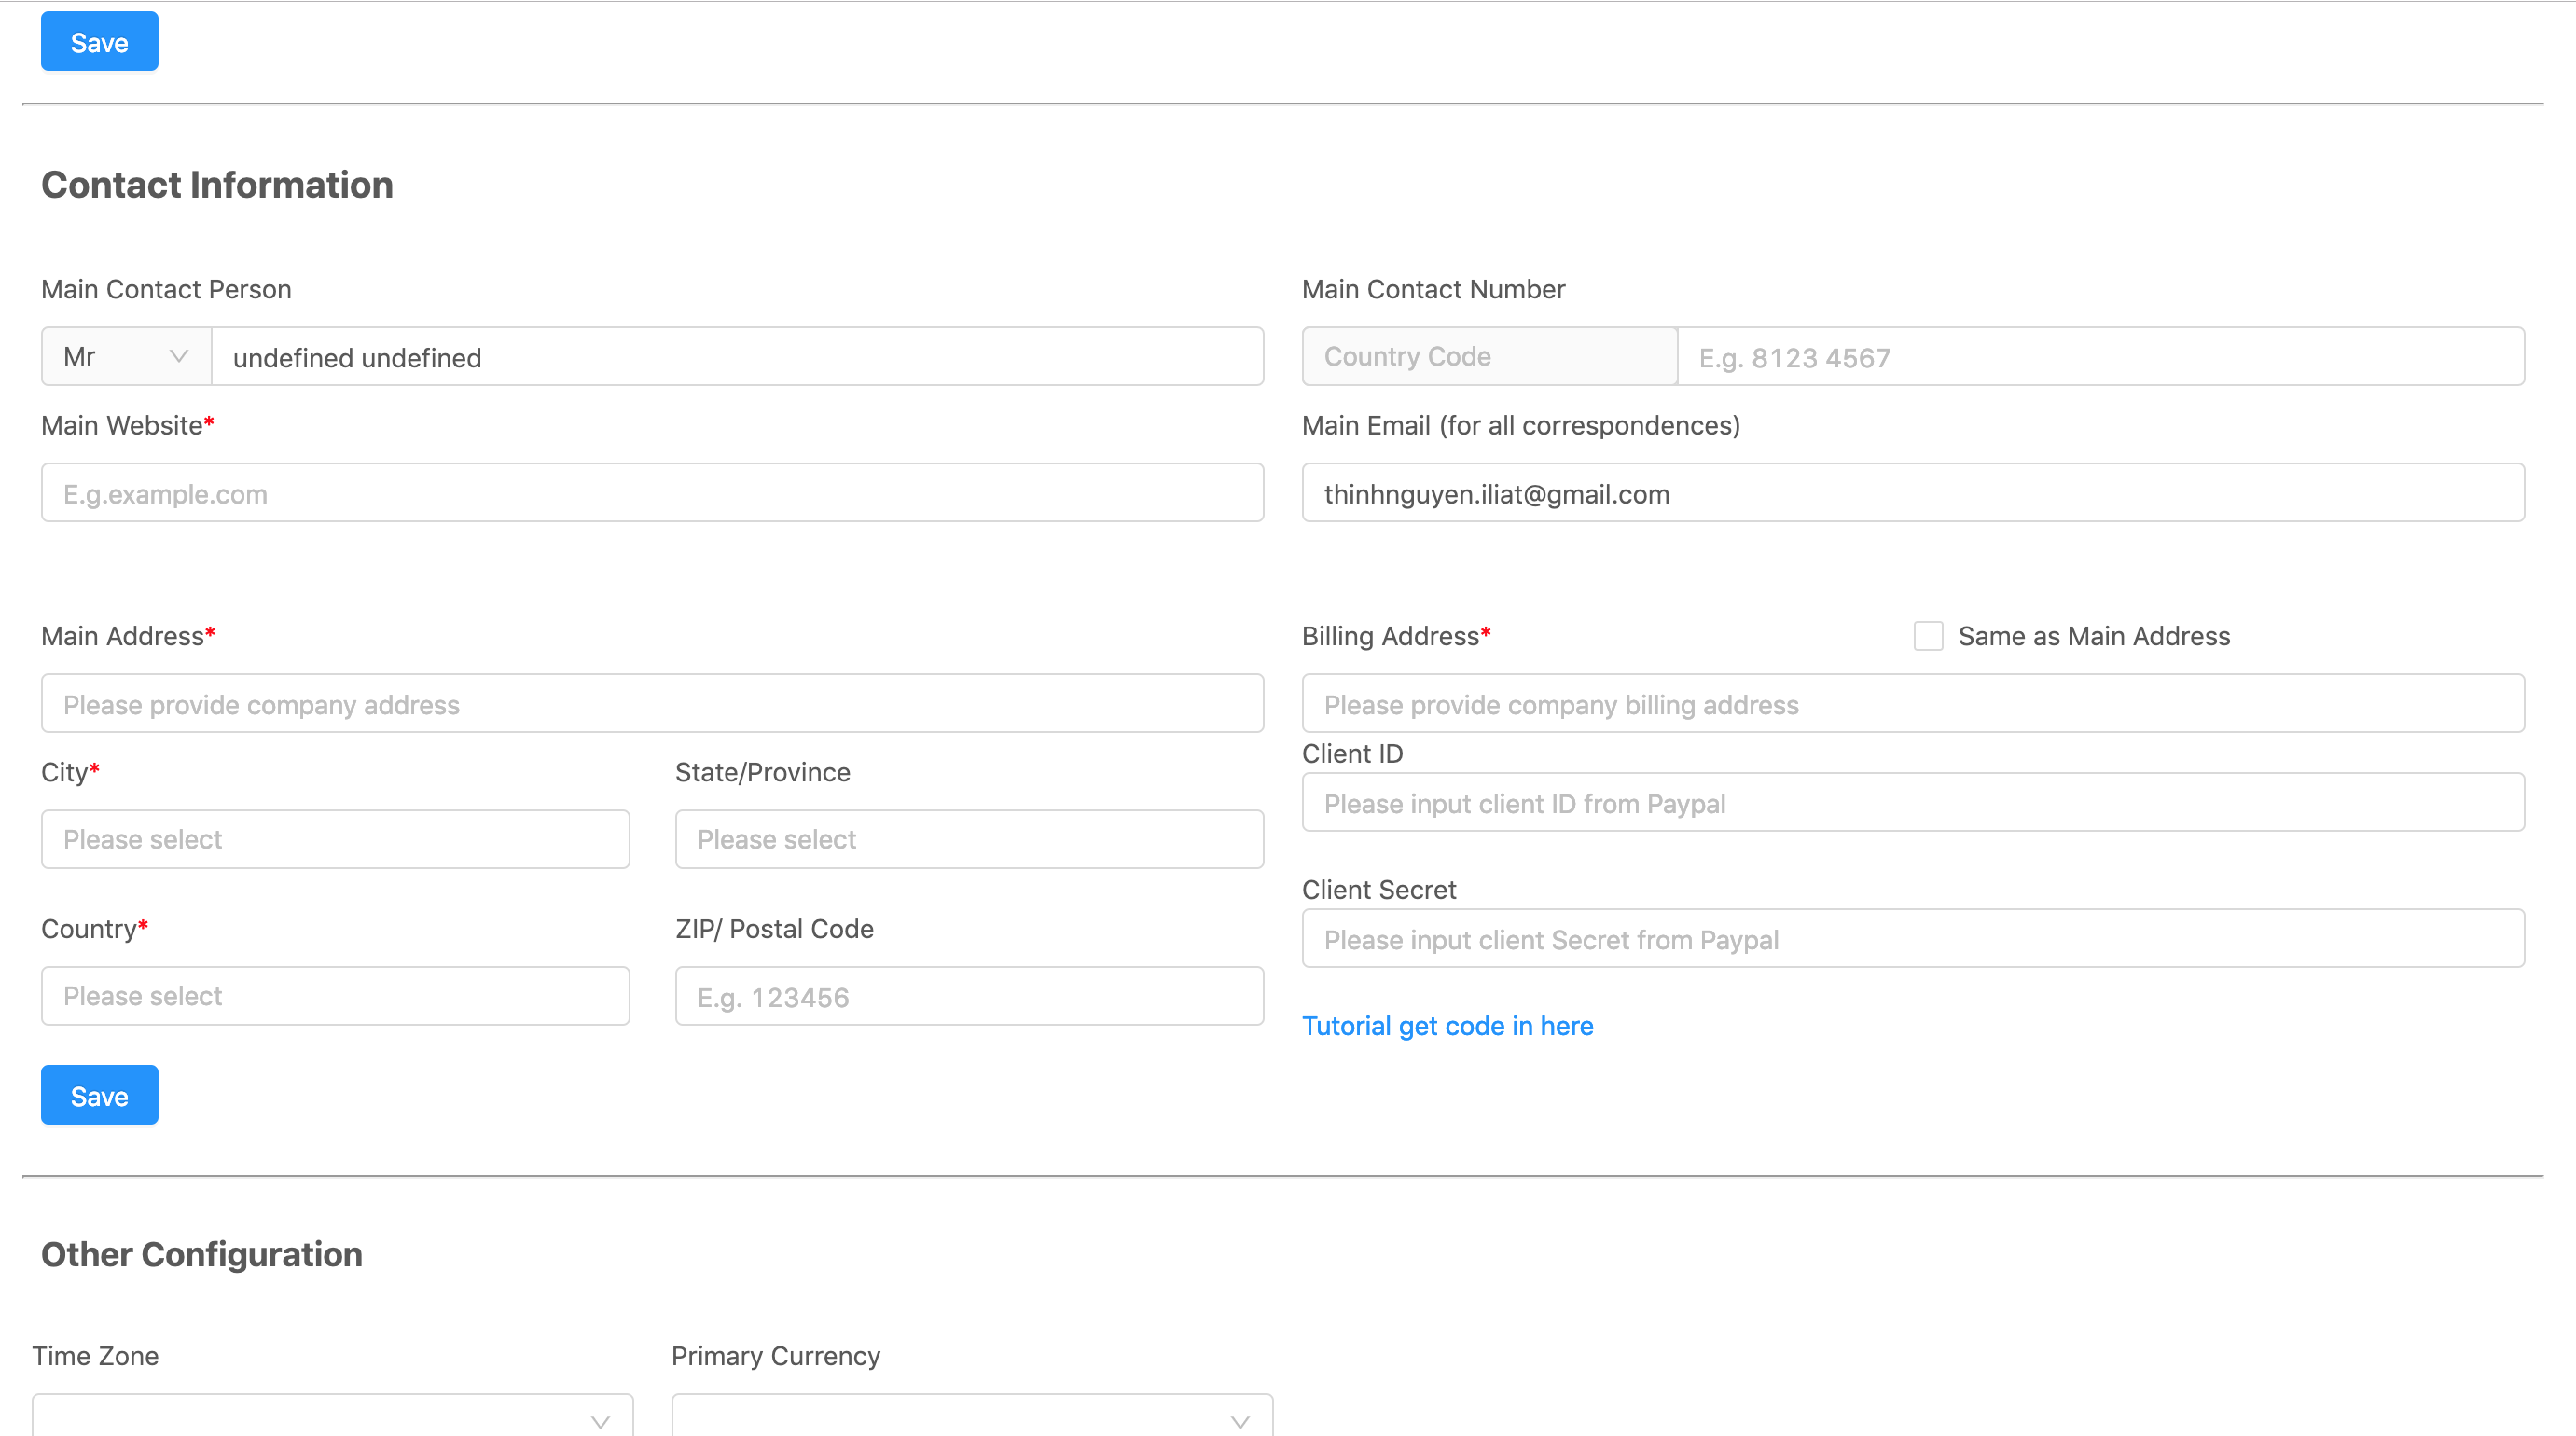 Save
Contact Information
Main Contact Person
Main Contact Number
Mr
undefined undefined
Country Code
E.g. 8123 4567
Main Website*
Main Email (for all correspondences)
E.g.example.com
thinhnguyen.iliat@gmail.com
Main Address*
Billing Address*
Same as Main Address
Please provide company address
Please provide company billing address
City*
State/Province
Please select
Please select
Country*
ZIP/ Postal Code
Please select
E.g. 123456
Client ID
Please input client ID from Paypal
Client Secret
Please input client Secret from Paypal
Tutorial get code in here
Save
Other Configuration
Time Zone
Primary Currency